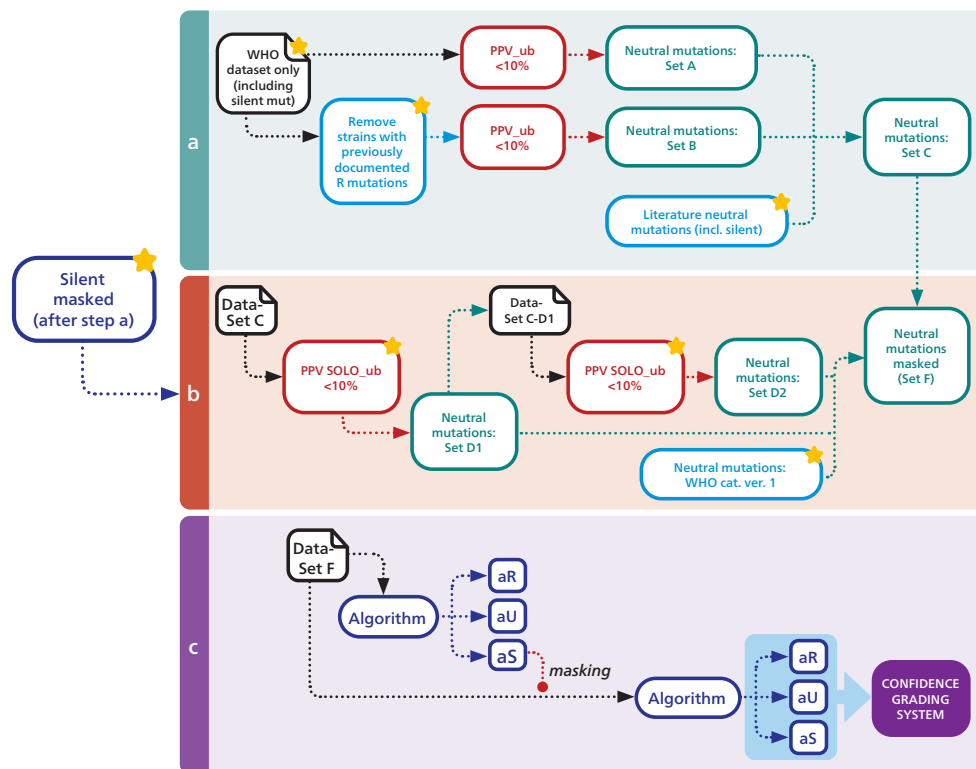 a
WHO
dataset only
(including
silent mut)
PPV_ub
<10%
Neutral mutations:
Set A
Remove
strains with
previously
documented
R mutations
PPV_ub
<10%
Neutral mutations:
Set B
Neutral
mutations:
Set C
Literature neutral
mutations (incl. silent)
Silent
masked
(after step a)
b
Data-
Set C
PPV SOLO_ub
<10%
Neutral
mutations:
Set D1
Data-
Set C-D1
PPV SOLO_ub
<10%
Neutral
mutations:
Set D2
Neutral
mutations
masked
(Set F)
Neutral mutations:
WHO cat. ver. 1
c
Data-
Set F
Algorithm
aR
aU
aS
masking
Algorithm
aR
aU
aS
CONFIDENCE
GRADING
SYSTEM